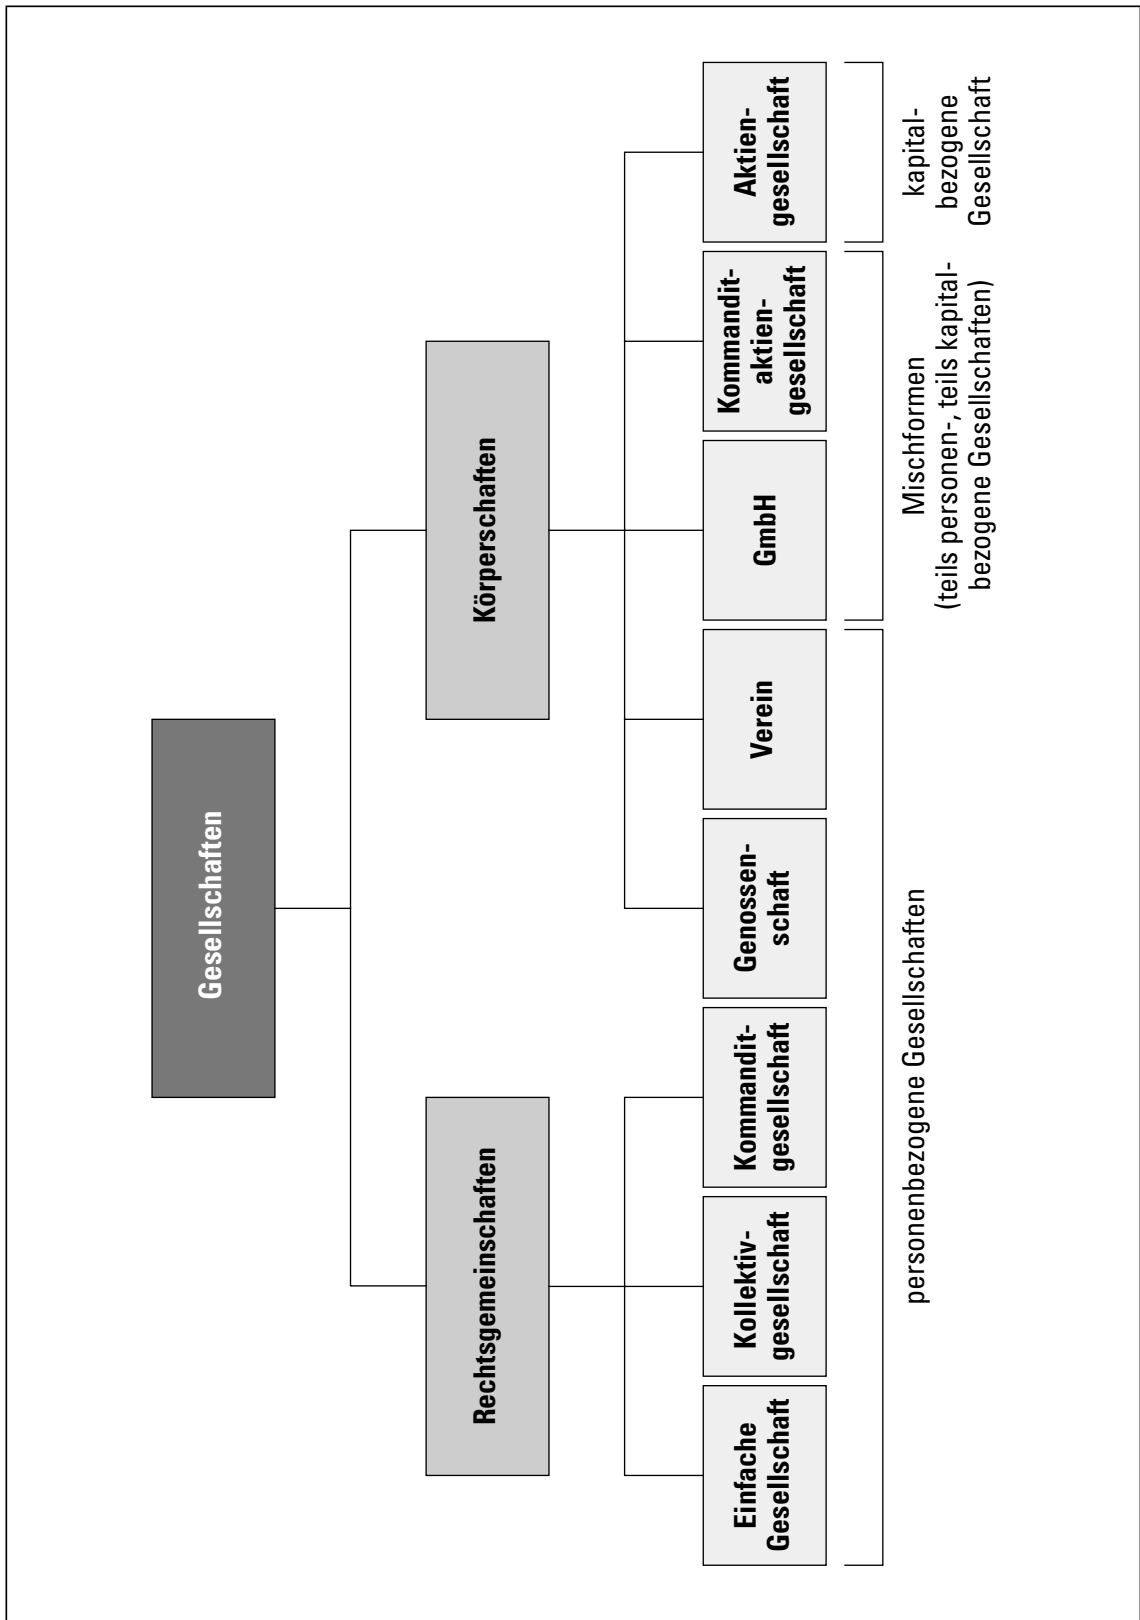 Gesellschaften
Rechtsgemeinschaften
Körperschaften
Einfache
Gesellschaft
Kollektiv-
gesellschaft
Kommandit-
gesellschaft
Genossen-
schaft
Verein
GmbH
Kommandit-
aktien-
gesellschaft
Aktien-
gesellschaft
personenbezogene Gesellschaften
Mischformen
(teils personen-, teils kapital-
bezogene Gesellschaften)
kapital-
bezogene
Gesellschaft